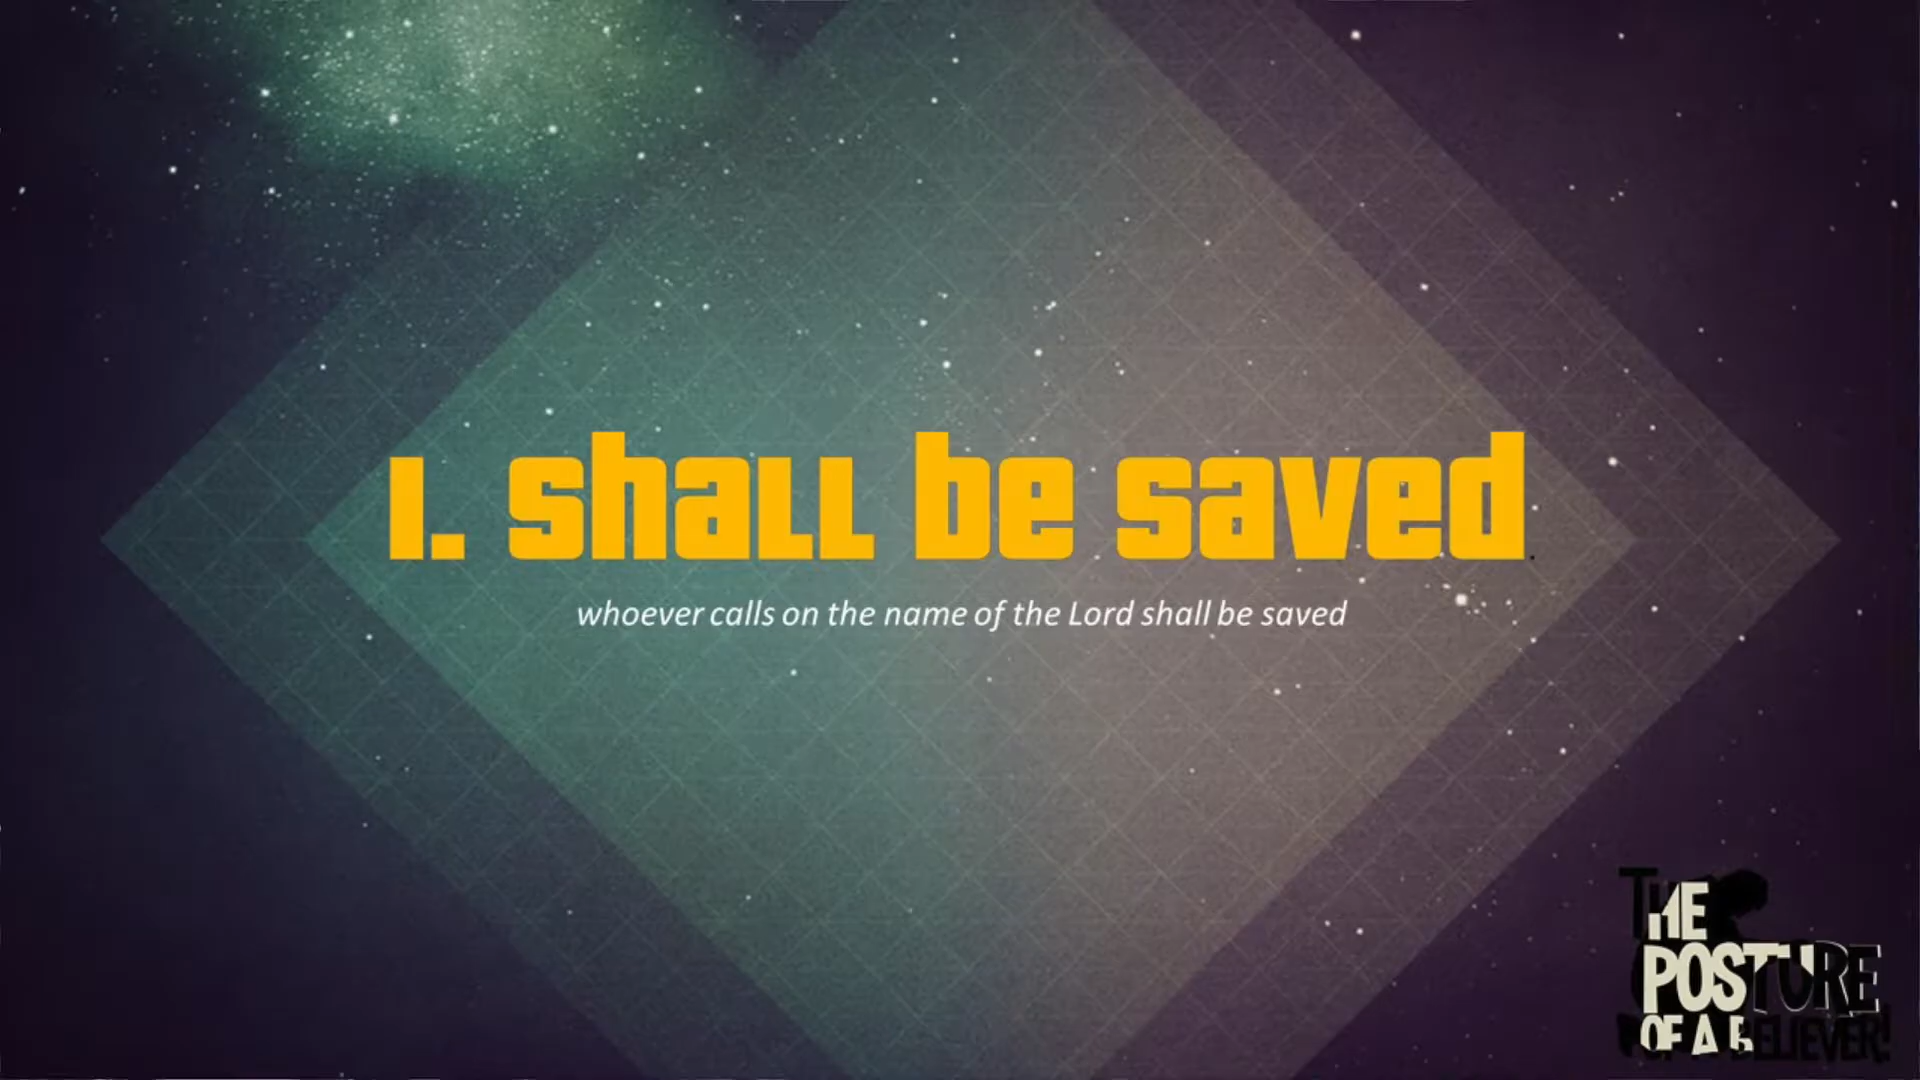 1. shall be saved
whoever calls on the name of the Lord shall be saved
THE
POSTURE
OF A BELIEVER!